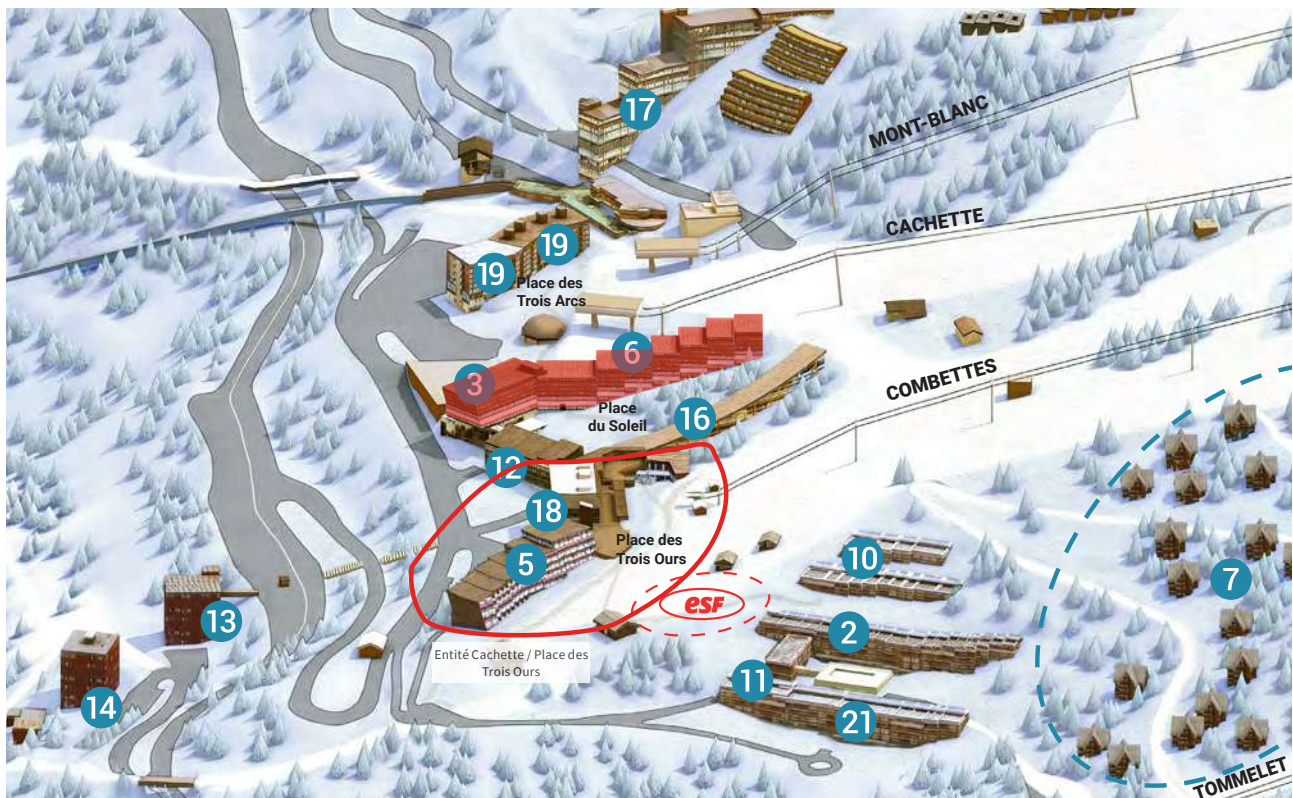 17
MONT-BLANC
CACHETTE
19
19
Place des
Trois Arcs
6
3
COMBETTES
Place
du Soleil
16
12
18
Place des
Trois Ours
5
10
7
esf
13
2
Entité Cachette / Place des
Trois Ours
11
14
21
TOMMELET